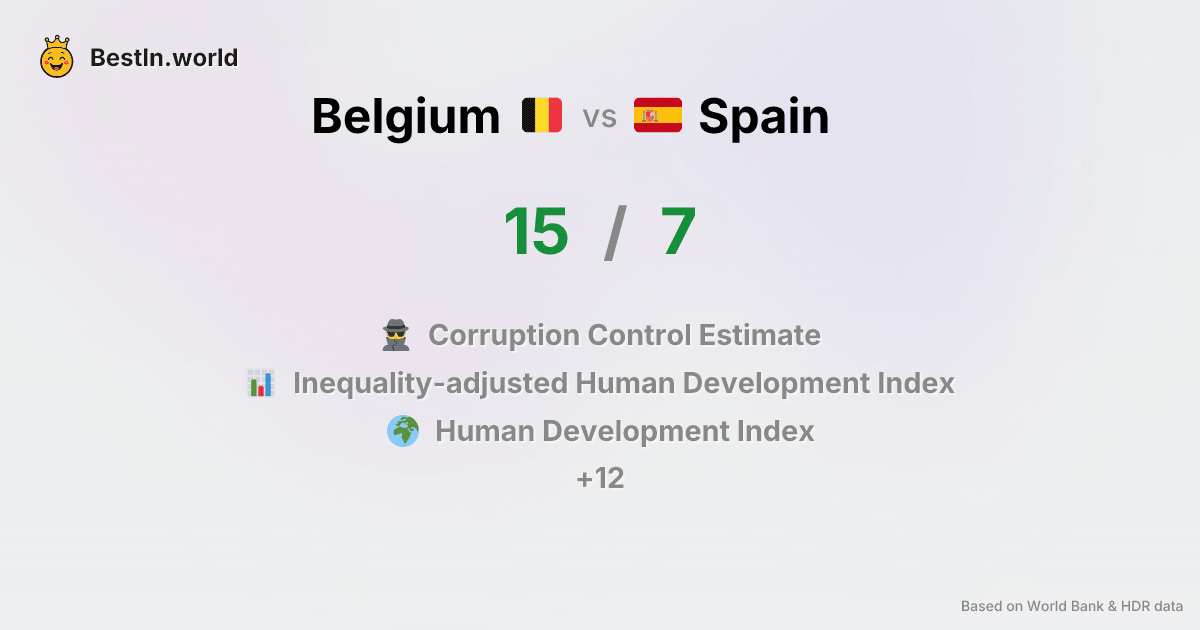 BestIn.world
Belgium vs Spain
15 / 7
Corruption Control Estimate
Inequality-adjusted Human Development Index
Human Development Index
+12
Based on World Bank & HDR data